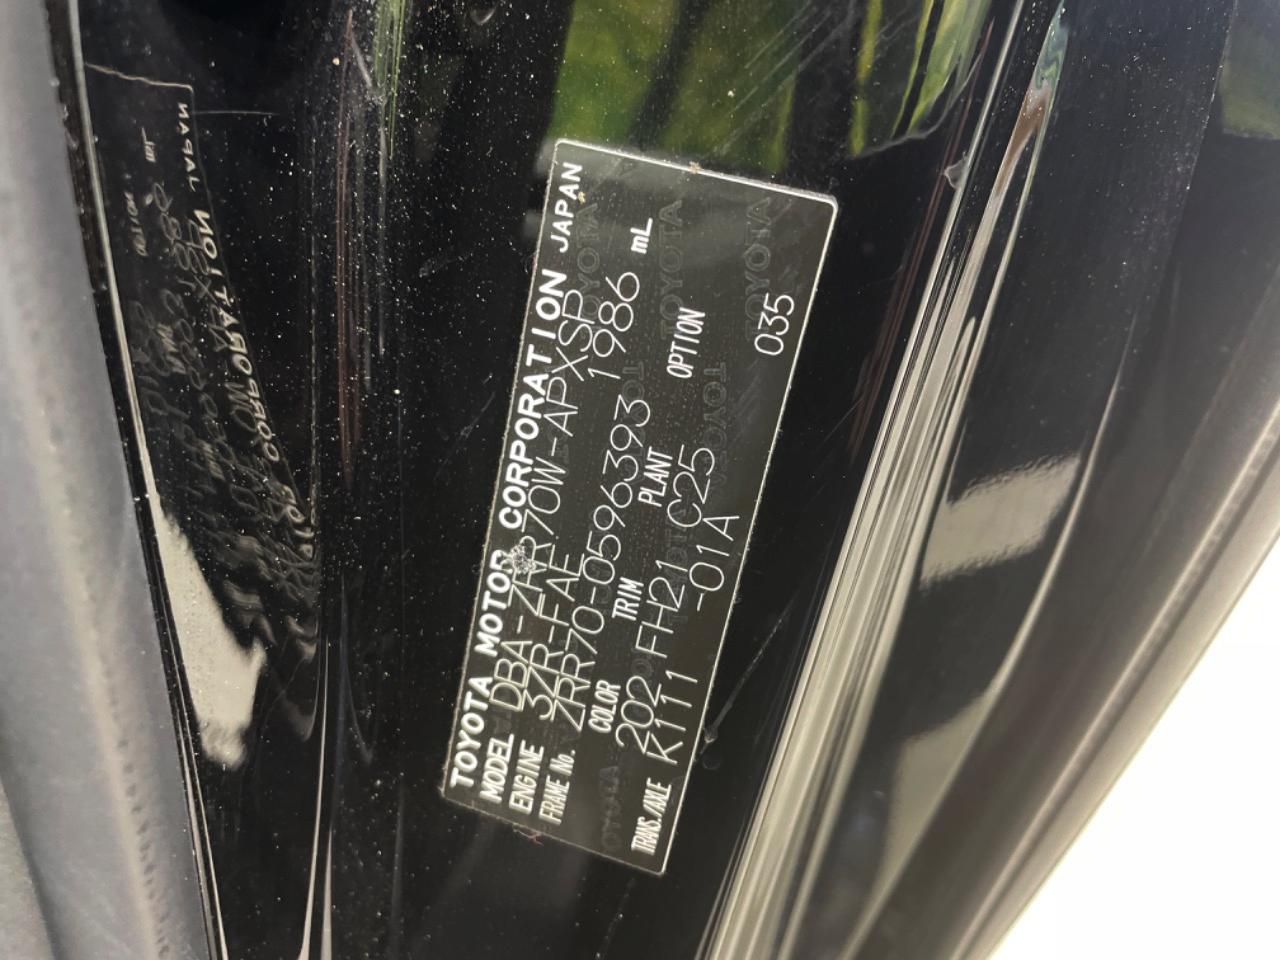 TOYOTA MOTOR CORPORATION JAPAN
MODEL DBA-ZRR70W-APXSP
ENGINE 3ZR-FAE 1986 mL
FRAME No. ZRR70-0596393
COLOR TRIM PLANT OPTION
202 FH21 C25
TRANS./AXLE K111 -01A 035